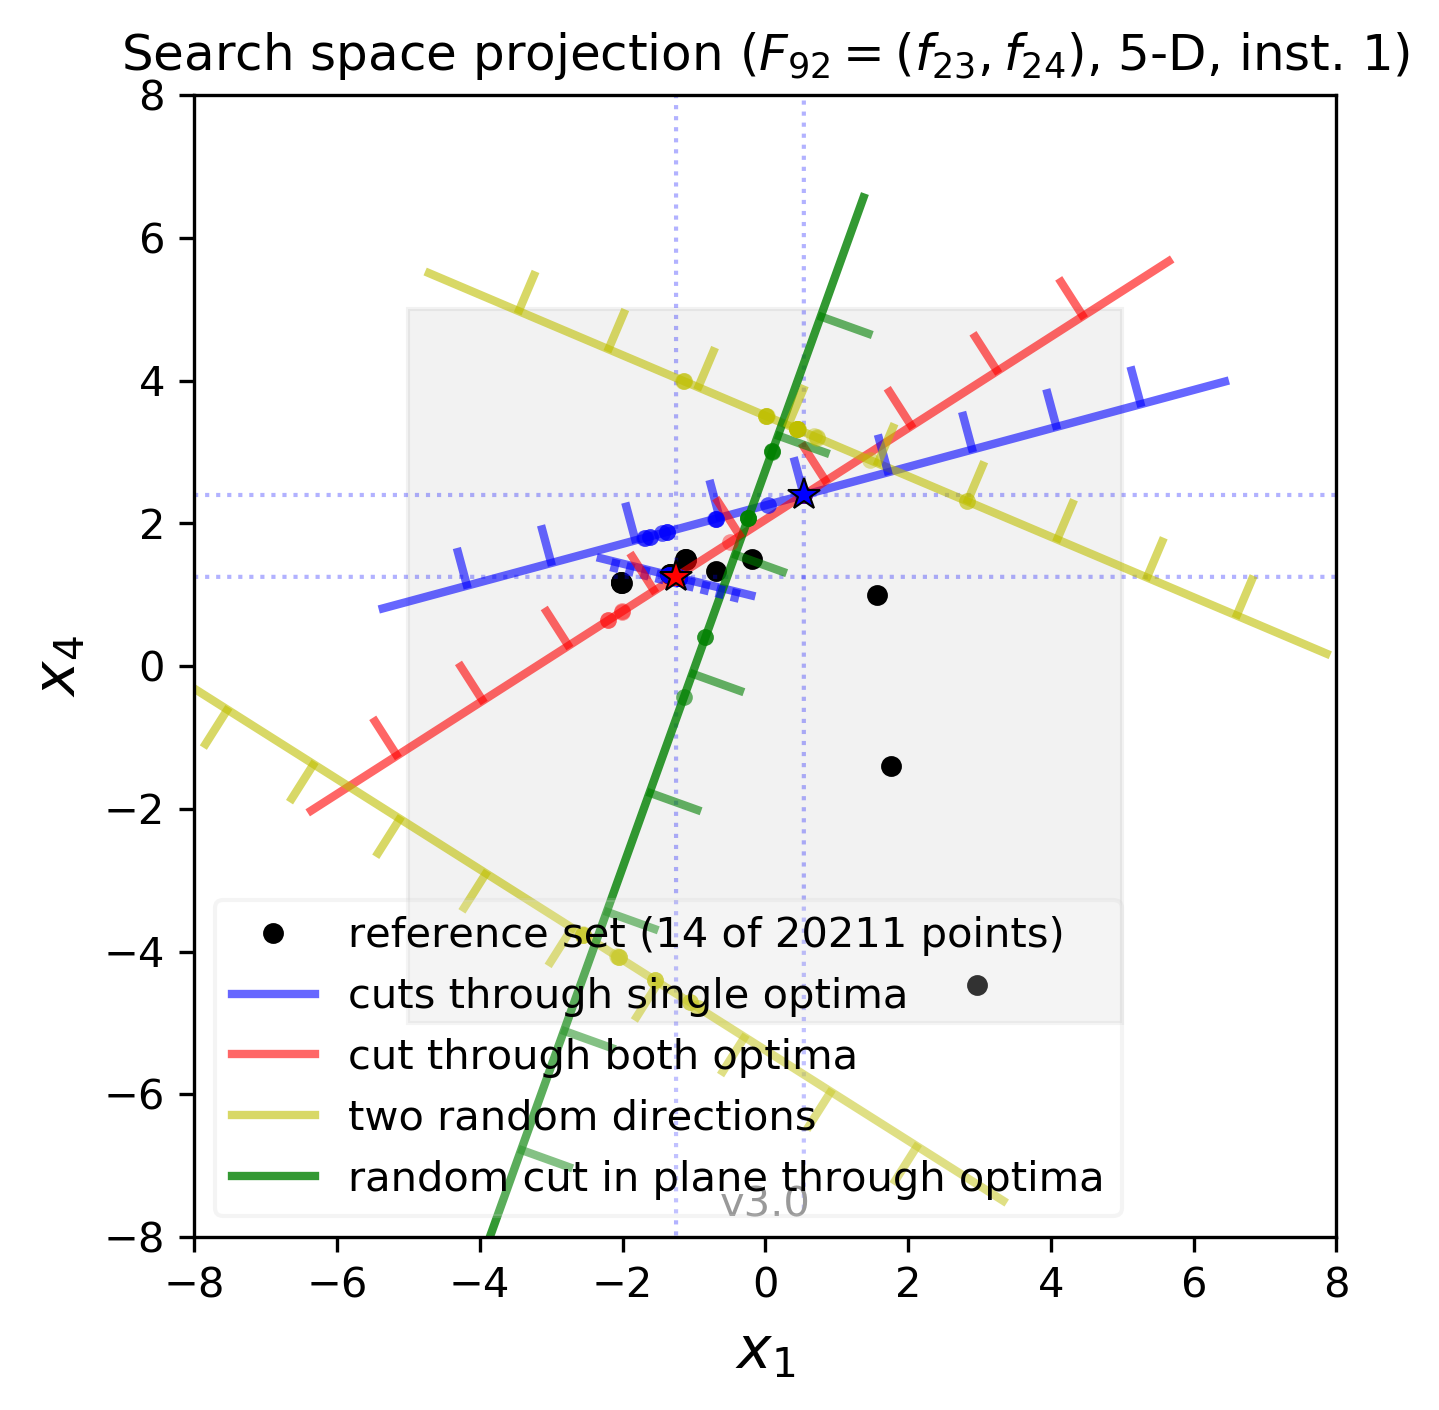 Search space projection (F₉₂ = (f₂₃, f₂₄), 5-D, inst. 1)
8
6
4
2
0
−2
−4
−6
−8
x₄
reference set (14 of 20211 points)
cuts through single optima
cut through both optima
two random directions
random cut in plane through optima
v3.0
−8 −6 −4 −2 0 2 4 6 8
x₁